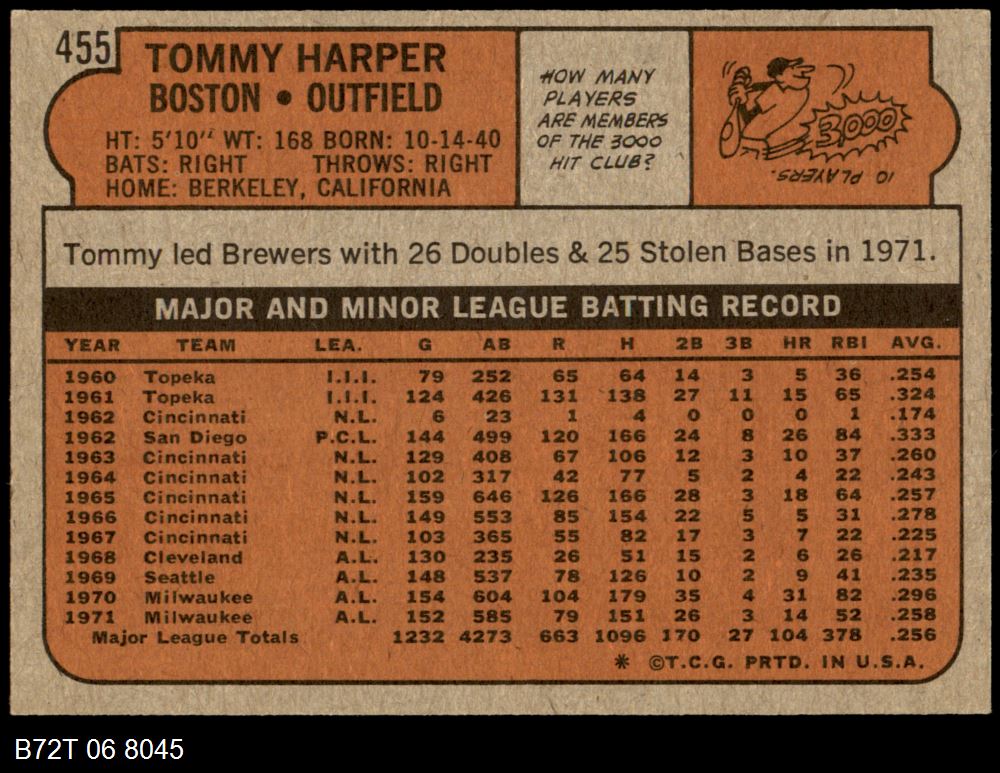 455
TOMMY HARPER
BOSTON • OUTFIELD
HT: 5'10" WT: 168 BORN: 10-14-40
BATS: RIGHT THROWS: RIGHT
HOME: BERKELEY, CALIFORNIA
HOW MANY
PLAYERS
ARE MEMBERS
OF THE 3000
HIT CLUB?
3,000
10 PLAYERS.
Tommy led Brewers with 26 Doubles & 25 Stolen Bases in 1971.
MAJOR AND MINOR LEAGUE BATTING RECORD
YEAR TEAM LEA. G AB R H 2B 3B HR RBI AVG.
1960 Topeka I.I.I. 79 252 65 64 14 3 5 36 .254
1961 Topeka I.I.I. 124 426 131 138 27 11 15 65 .324
1962 Cincinnati N.L. 6 23 1 4 0 0 0 1 .174
1962 San Diego P.C.L. 144 499 120 166 24 8 26 84 .333
1963 Cincinnati N.L. 129 408 67 106 12 3 10 37 .260
1964 Cincinnati N.L. 102 317 42 77 5 2 4 22 .243
1965 Cincinnati N.L. 159 646 126 166 28 3 18 64 .257
1966 Cincinnati N.L. 149 553 85 154 22 5 5 31 .278
1967 Cincinnati N.L. 103 365 55 82 17 3 7 22 .225
1968 Cleveland A.L. 130 235 26 51 15 2 6 26 .217
1969 Seattle A.L. 148 537 78 126 10 2 9 41 .235
1970 Milwaukee A.L. 154 604 104 179 35 4 31 82 .296
1971 Milwaukee A.L. 152 585 79 151 26 3 14 52 .258
Major League Totals 1232 4273 663 1096 170 27 104 378 .256
* ©T.C.G. PRTD. IN U.S.A.
B72T 06 8045